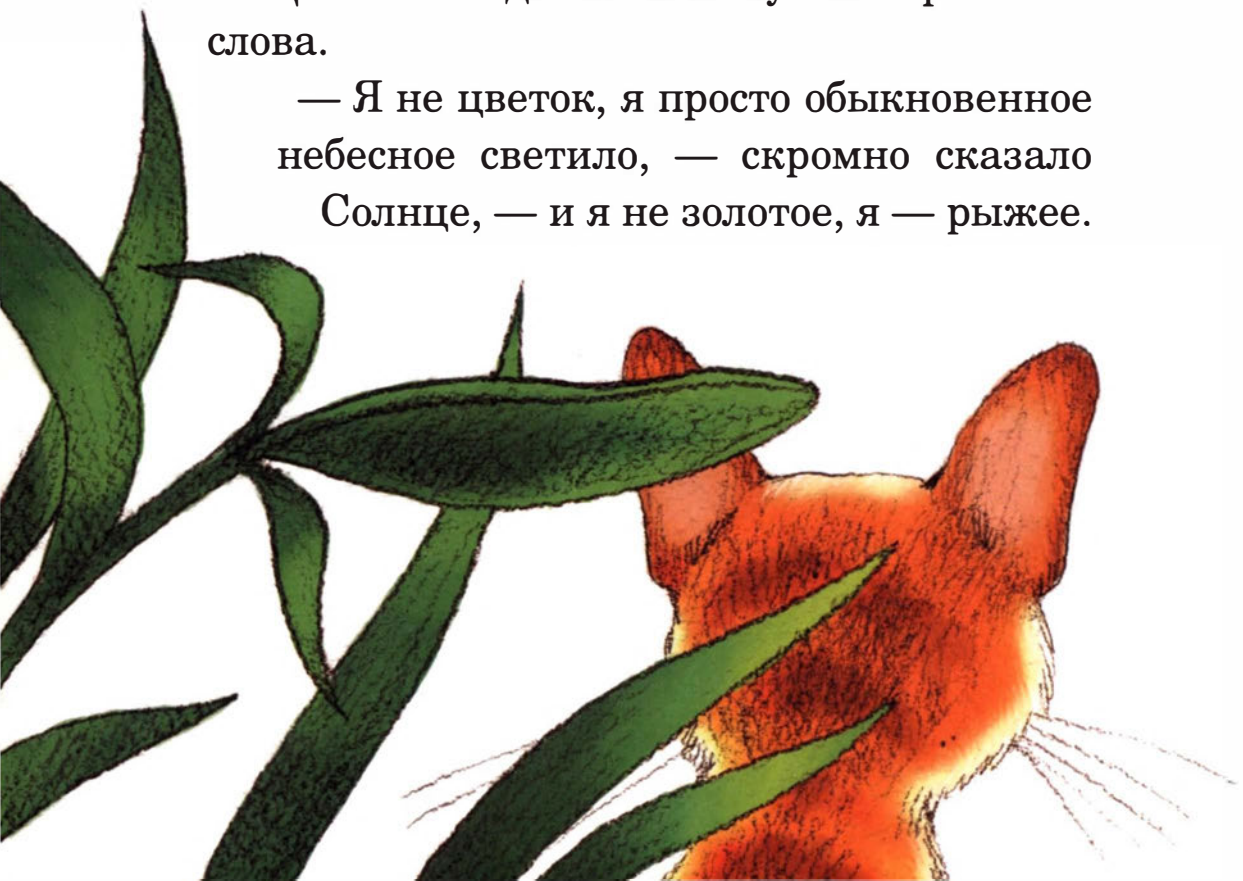 слова.
— Я не цветок, я просто обыкновенное
небесное светило, — скромно сказало
Солнце, — и я не золотое, я — рыжее.